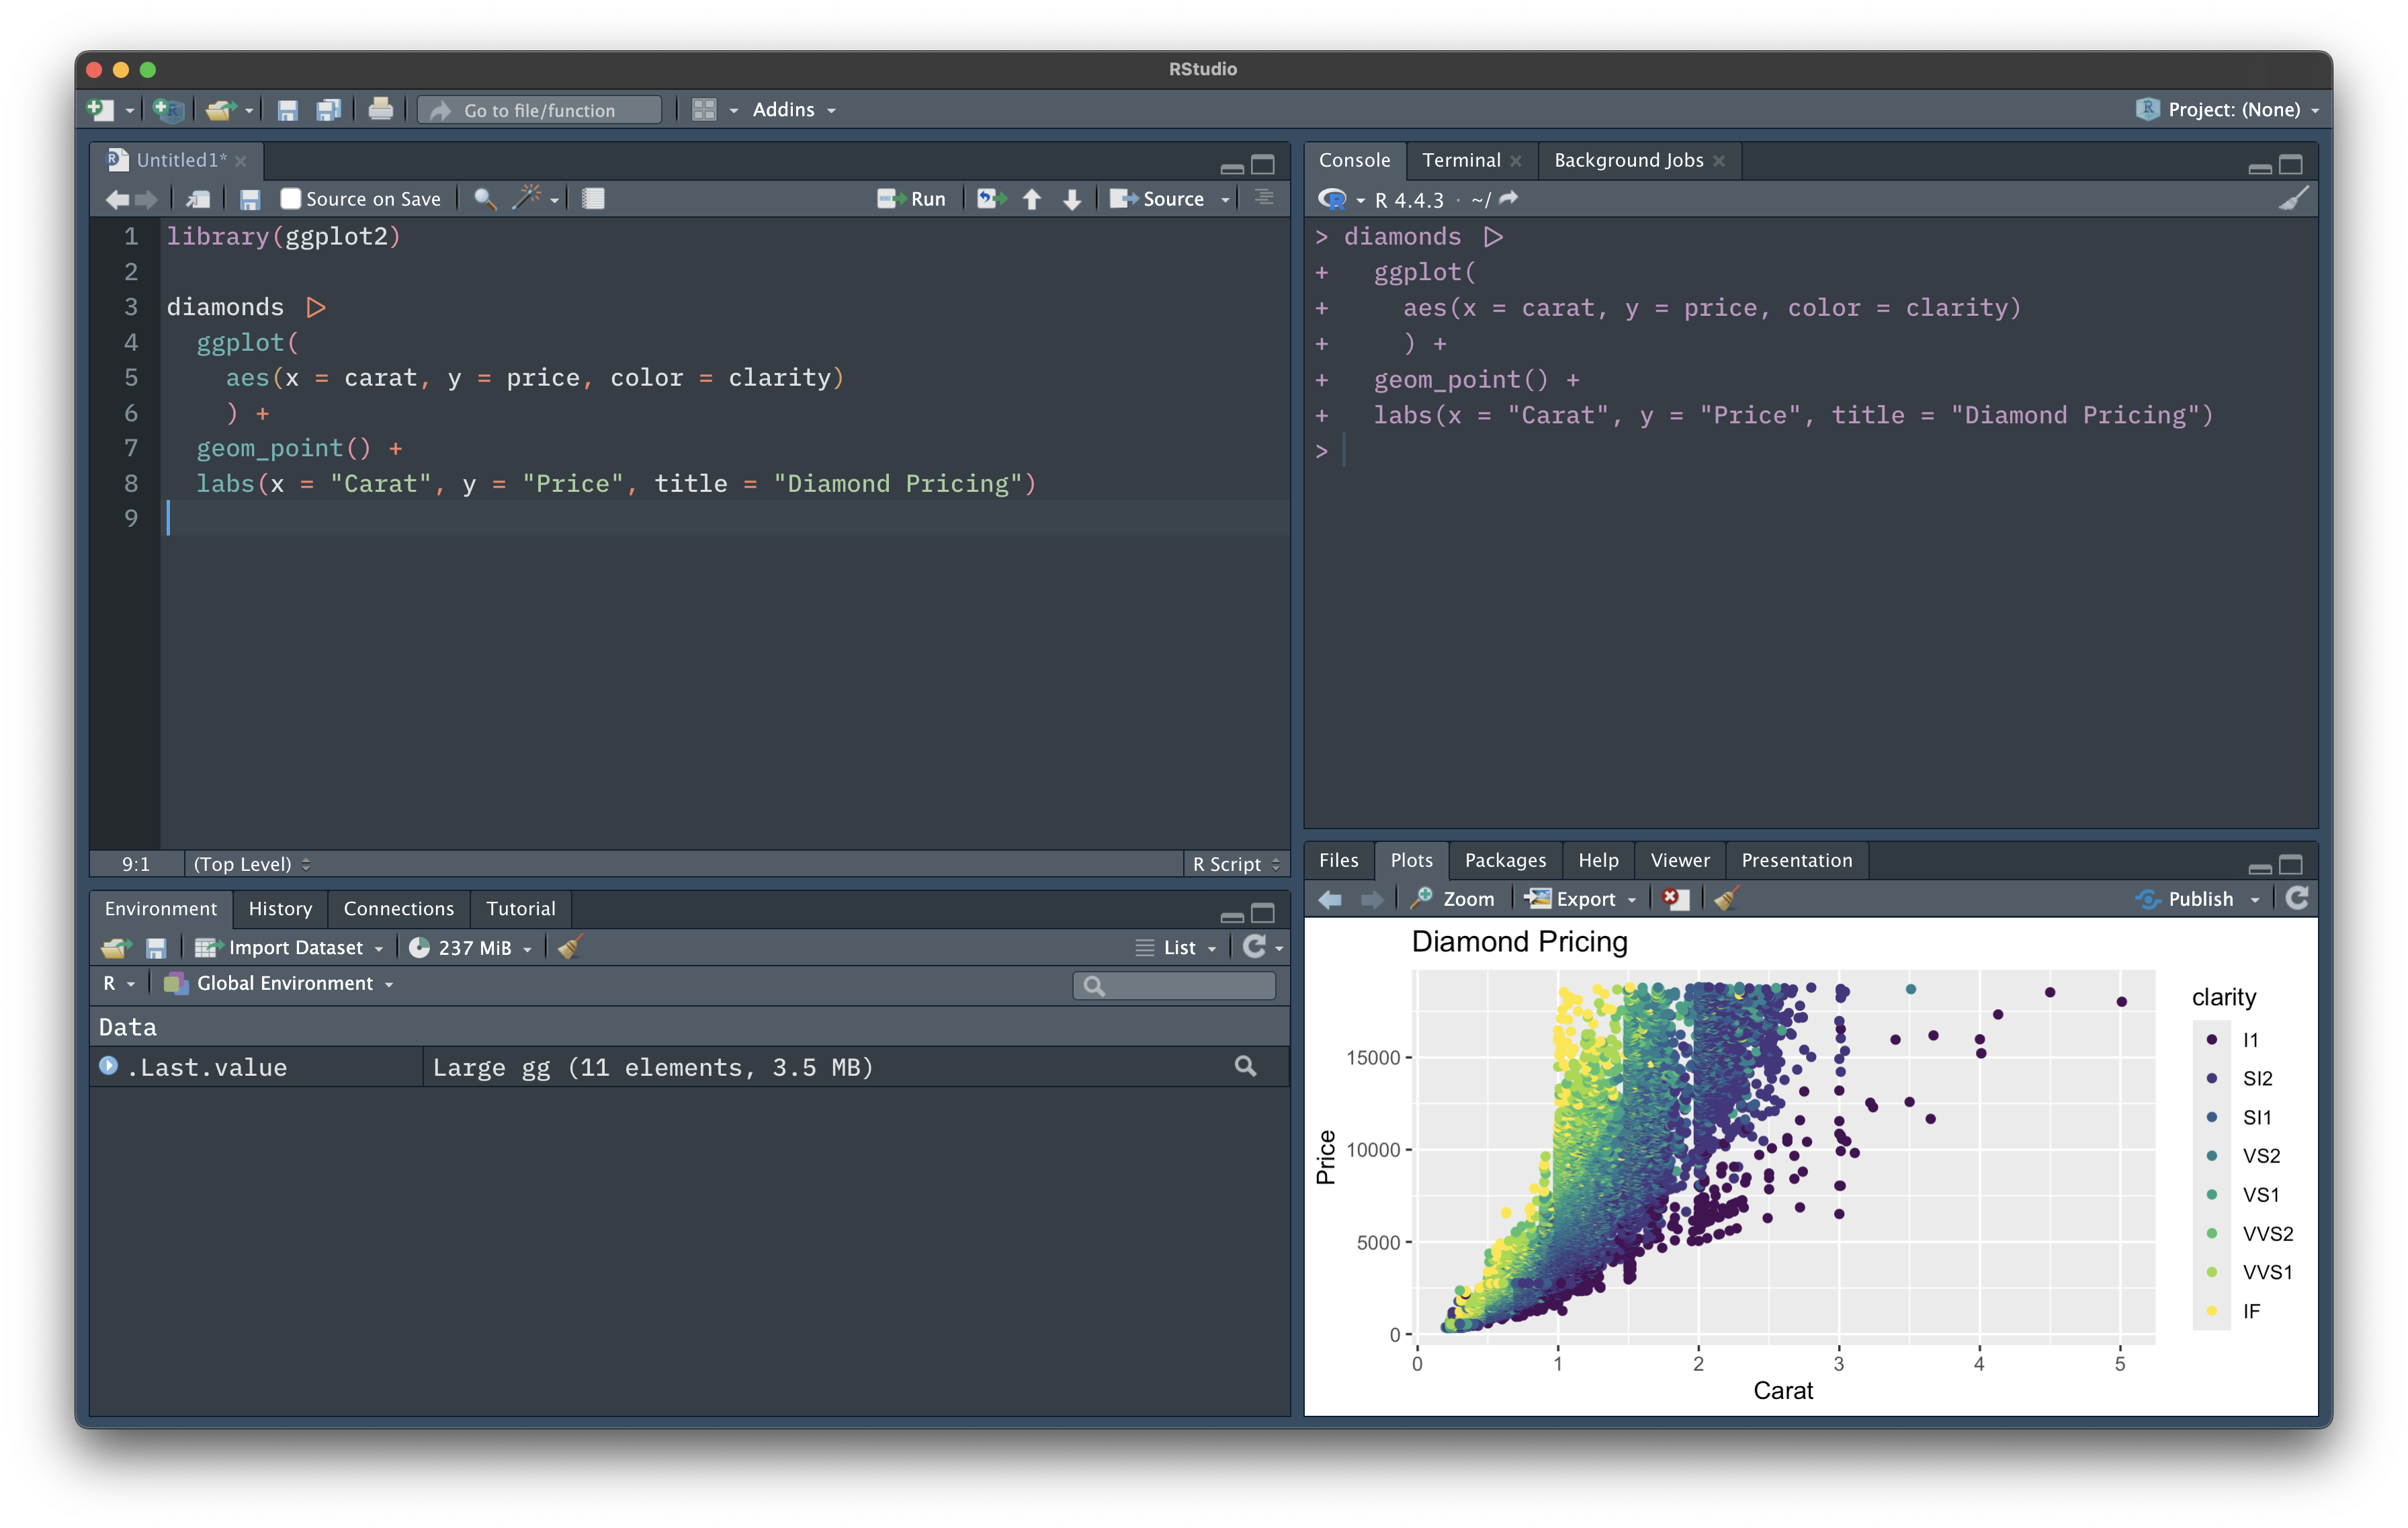 RStudio
Go to file/function
Addins
Project: (None)
Untitled1*
Source on Save
Run
Source
1 library(ggplot2)
2
3 diamonds ▷
4 ggplot(
5 aes(x = carat, y = price, color = clarity)
6 ) +
7 geom_point() +
8 labs(x = "Carat", y = "Price", title = "Diamond Pricing")
9
9:1 (Top Level) R Script
Console Terminal Background Jobs
R 4.4.3 · ~/
> diamonds ▷
+ ggplot(
+ aes(x = carat, y = price, color = clarity)
+ ) +
+ geom_point() +
+ labs(x = "Carat", y = "Price", title = "Diamond Pricing")
>
Environment History Connections Tutorial
Import Dataset 237 MiB List
R Global Environment
Data
.Last.value Large gg (11 elements, 3.5 MB)
Files Plots Packages Help Viewer Presentation
Zoom Export Publish
Diamond Pricing
Price
15000
10000
5000
0
0 1 2 3 4 5
Carat
clarity
I1
SI2
SI1
VS2
VS1
VVS2
VVS1
IF